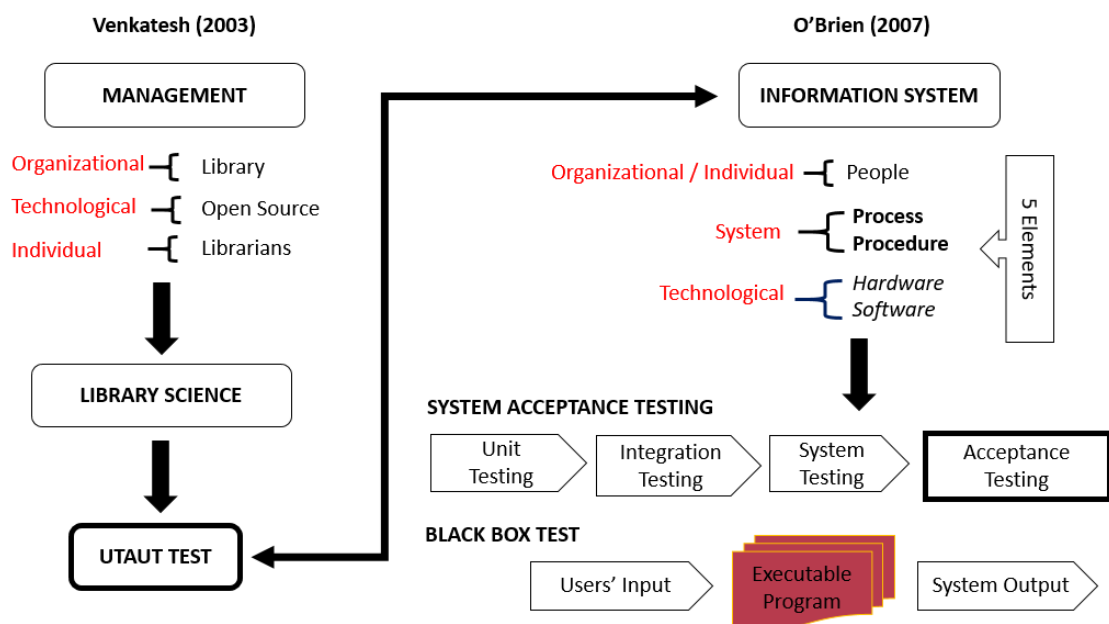 Venkatesh (2003)
MANAGEMENT
Organizational
Library
Technological
Open Source
Individual
Librarians
LIBRARY SCIENCE
UTAUT TEST
O’Brien (2007)
INFORMATION SYSTEM
Organizational / Individual
People
System
Process
Procedure
Technological
Hardware
Software
5 Elements
SYSTEM ACCEPTANCE TESTING
Unit
Testing
Integration
Testing
System
Testing
Acceptance
Testing
BLACK BOX TEST
Users’ Input
Executable
Program
System Output